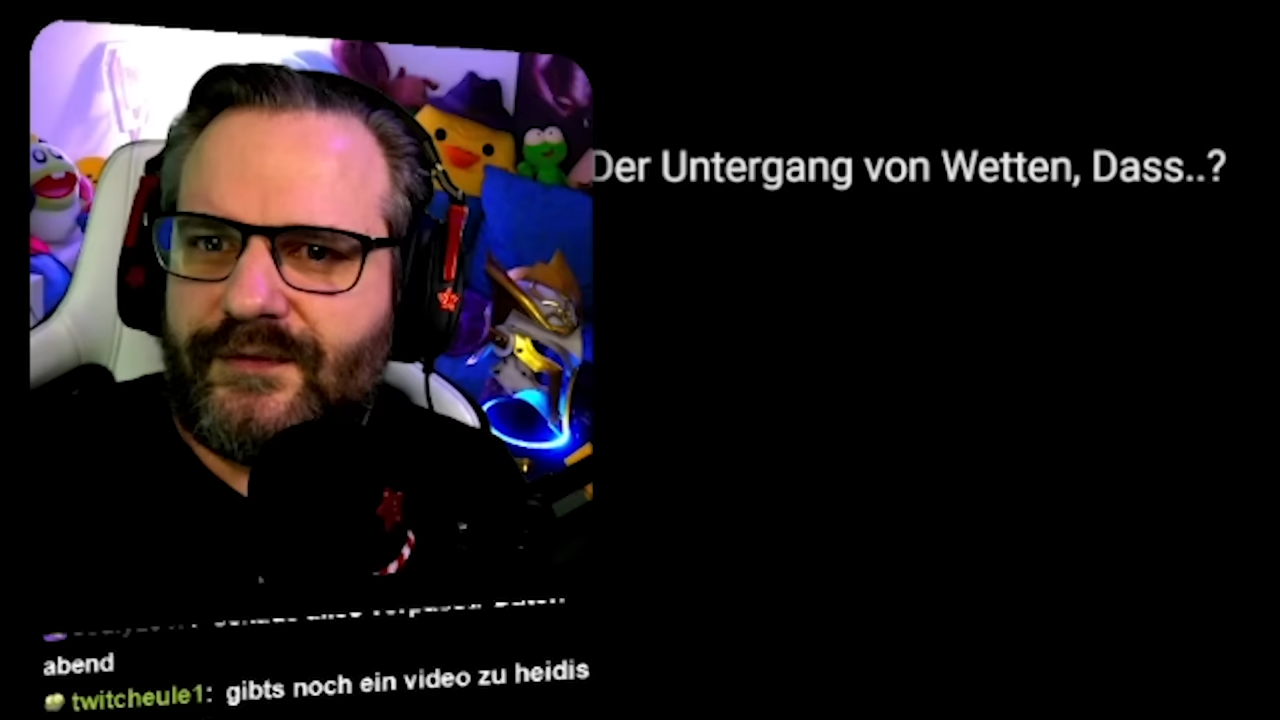 Der Untergang von Wetten, Dass..?
abend
twitcheule1: gibts noch ein video zu heidis